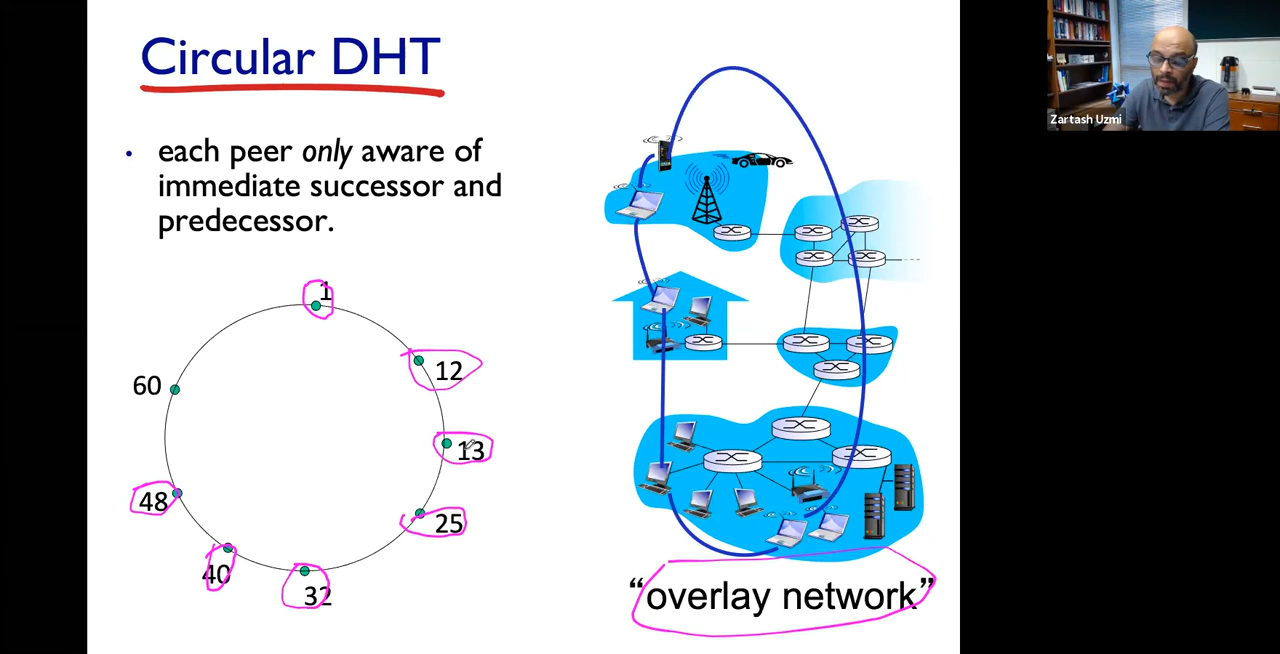 Circular DHT
• each peer only aware of
immediate successor and
predecessor.
1
12
13
25
32
40
48
60
“overlay network”
Zartash Uzmi